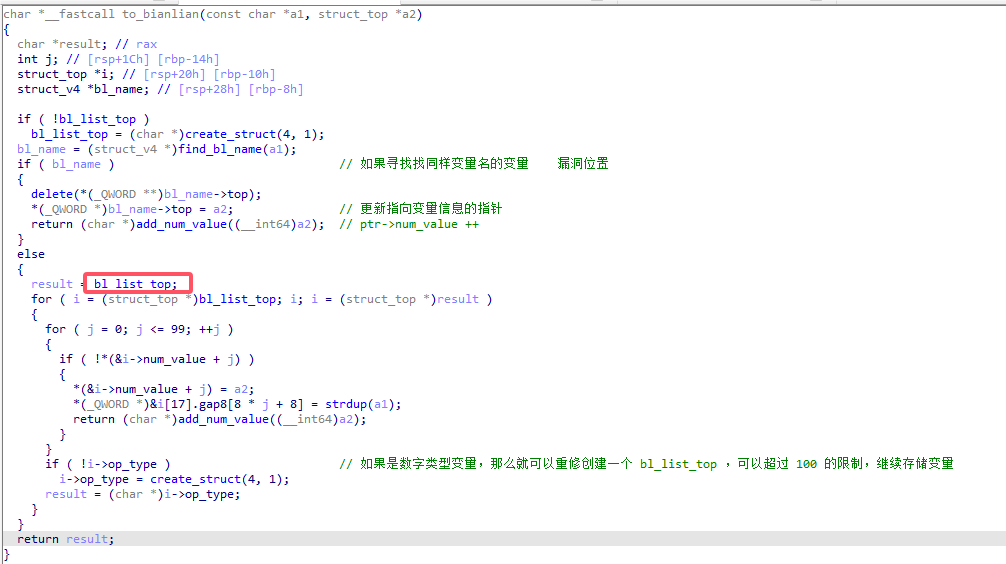 char *__fastcall to_bianlian(const char *a1, struct_top *a2)
{
  char *result; // rax
  int j; // [rsp+1Ch] [rbp-14h]
  struct_top *i; // [rsp+20h] [rbp-10h]
  struct_v4 *bl_name; // [rsp+28h] [rbp-8h]

  if ( !bl_list_top )
    bl_list_top = (char *)create_struct(4, 1);
  bl_name = (struct_v4 *)find_bl_name(a1);
  if ( bl_name )                              // 如果寻找找同样变量名的变量    漏洞位置
  {
    delete(*(_QWORD **)bl_name->top);
    *(_QWORD *)bl_name->top = a2;             // 更新指向变量信息的指针
    return (char *)add_num_value((__int64)a2);  // ptr->num_value ++
  }
  else
  {
    result = bl_list_top;
    for ( i = (struct_top *)bl_list_top; i; i = (struct_top *)result )
    {
      for ( j = 0; j <= 99; ++j )
      {
        if ( !*(&i->num_value + j) )
        {
          *(&i->num_value + j) = a2;
          *(_QWORD *)&i[17].gap8[8 * j + 8] = strdup(a1);
          return (char *)add_num_value((__int64)a2);
        }
      }
      if ( !i->op_type )                      // 如果是数字类型变量，那么就可以重修创建一个 bl_list_top ，可以超过 100 的限制，继续存储变量
        i->op_type = create_struct(4, 1);
      result = (char *)i->op_type;
    }
  }
  return result;
}